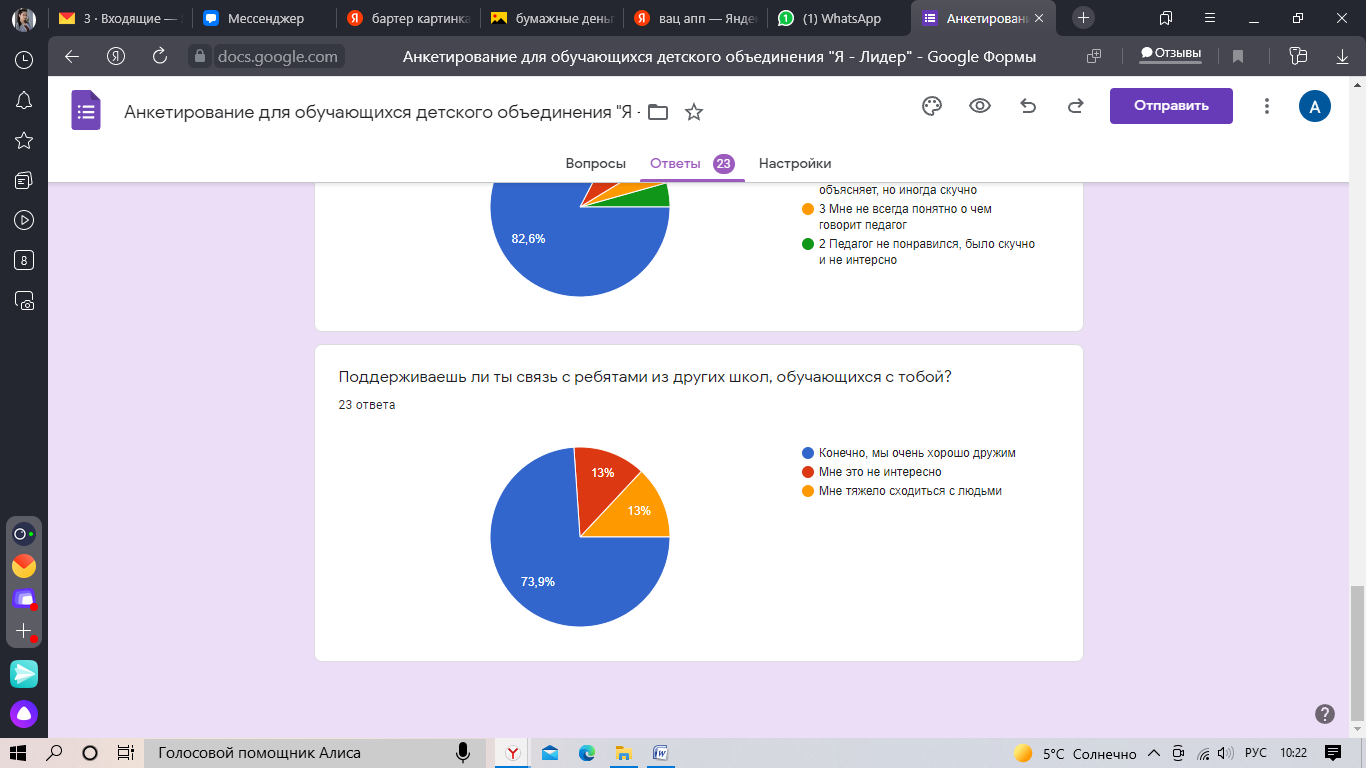 3 · Входящие —
Мессенджер
бартер картинка
бумажные день
вац апп — Янде
(1) WhatsApp
Анкетировани
docs.google.com
Анкетирование для обучающихся детского объединения "Я - Лидер" - Google Формы
Отзывы
Анкетирование для обучающихся детского объединения "Я -
Отправить
A
Вопросы
Ответы 23
Настройки
объясняет, но иногда скучно
3 Мне не всегда понятно о чем
говорит педагог
2 Педагог не понравился, было скучно
и не интерсно
82,6%
Поддерживаешь ли ты связь с ребятами из других школ, обучающихся с тобой?
23 ответа
13%
13%
73,9%
Конечно, мы очень хорошо дружим
Мне это не интересно
Мне тяжело сходиться с людьми
8
Голосовой помощник Алиса
5°C Солнечно
РУС
10:22